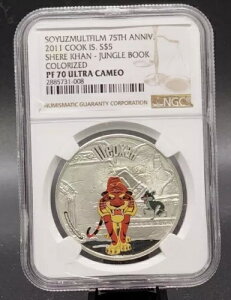 SOYUZMULTFILM 75TH ANNIV.
2011 COOK IS. S$5
SHERE KHAN - JUNGLE BOOK
COLORIZED
PF 70 ULTRA CAMEO
2885731-008
NUMISMATIC GUARANTY CORPORATION
NGC